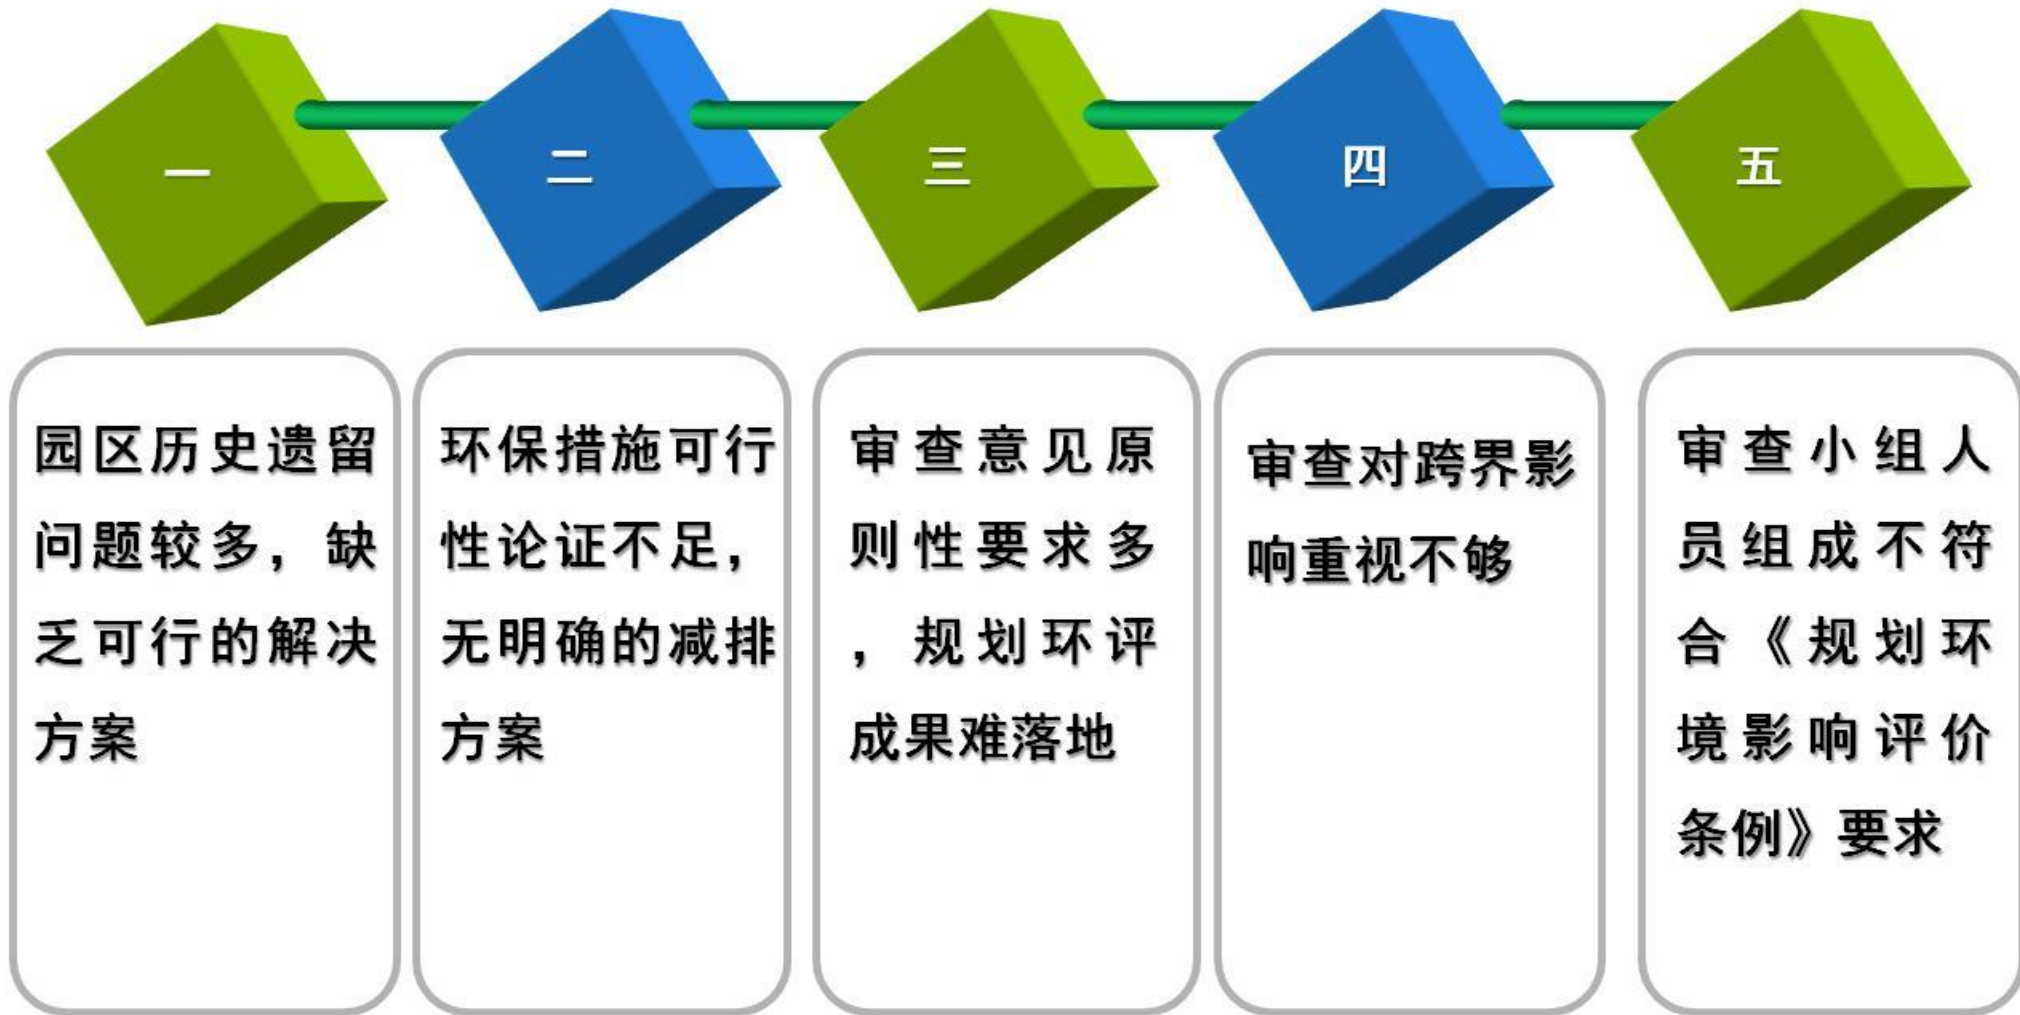 一
二
三
四
五
园区历史遗留
问题较多，缺
乏可行的解决
方案
环保措施可行
性论证不足，
无明确的减排
方案
审查意见原
则性要求多
，规划环评
成果难落地
审查对跨界影
响重视不够
审查小组人
员组成不符
合《规划环
境影响评价
条例》要求